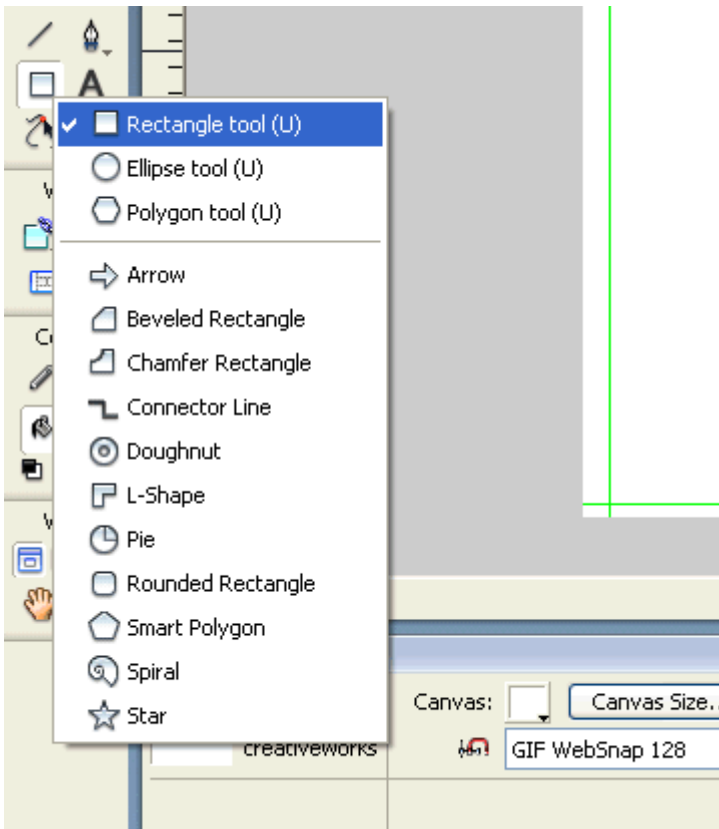 A
Rectangle tool (U)
Ellipse tool (U)
Polygon tool (U)
Arrow
Beveled Rectangle
Chamfer Rectangle
Connector Line
Doughnut
L-Shape
Pie
Rounded Rectangle
Smart Polygon
Spiral
Star
Canvas: Canvas Size..
creativeworks GIF WebSnap 128